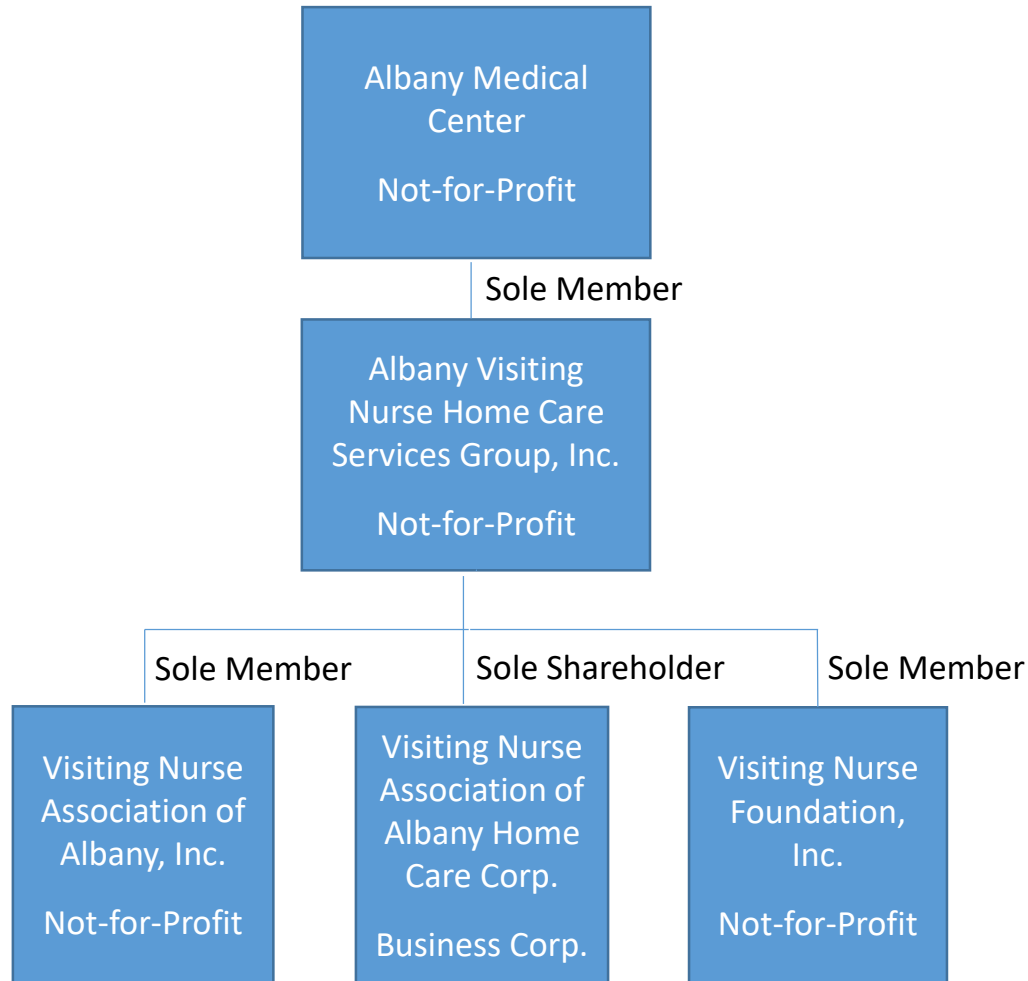 Albany Medical
Center
Not-for-Profit
Sole Member
Albany Visiting
Nurse Home Care
Services Group, Inc.
Not-for-Profit
Sole Member
Sole Shareholder
Sole Member
Visiting Nurse
Association of
Albany, Inc.
Not-for-Profit
Visiting Nurse
Association of
Albany Home
Care Corp.
Business Corp.
Visiting Nurse
Foundation,
Inc.
Not-for-Profit